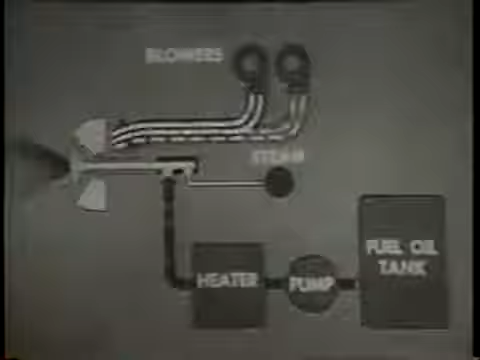 BLOWERS
STEAM
FUEL OIL
TANK
HEATER
PUMP